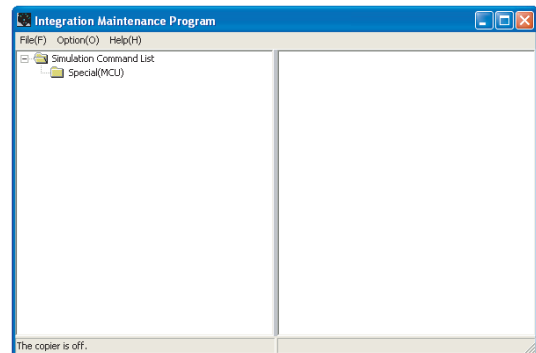 Integration Maintenance Program
File(F) Option(O) Help(H)
Simulation Command List
Special(MCU)
The copier is off.